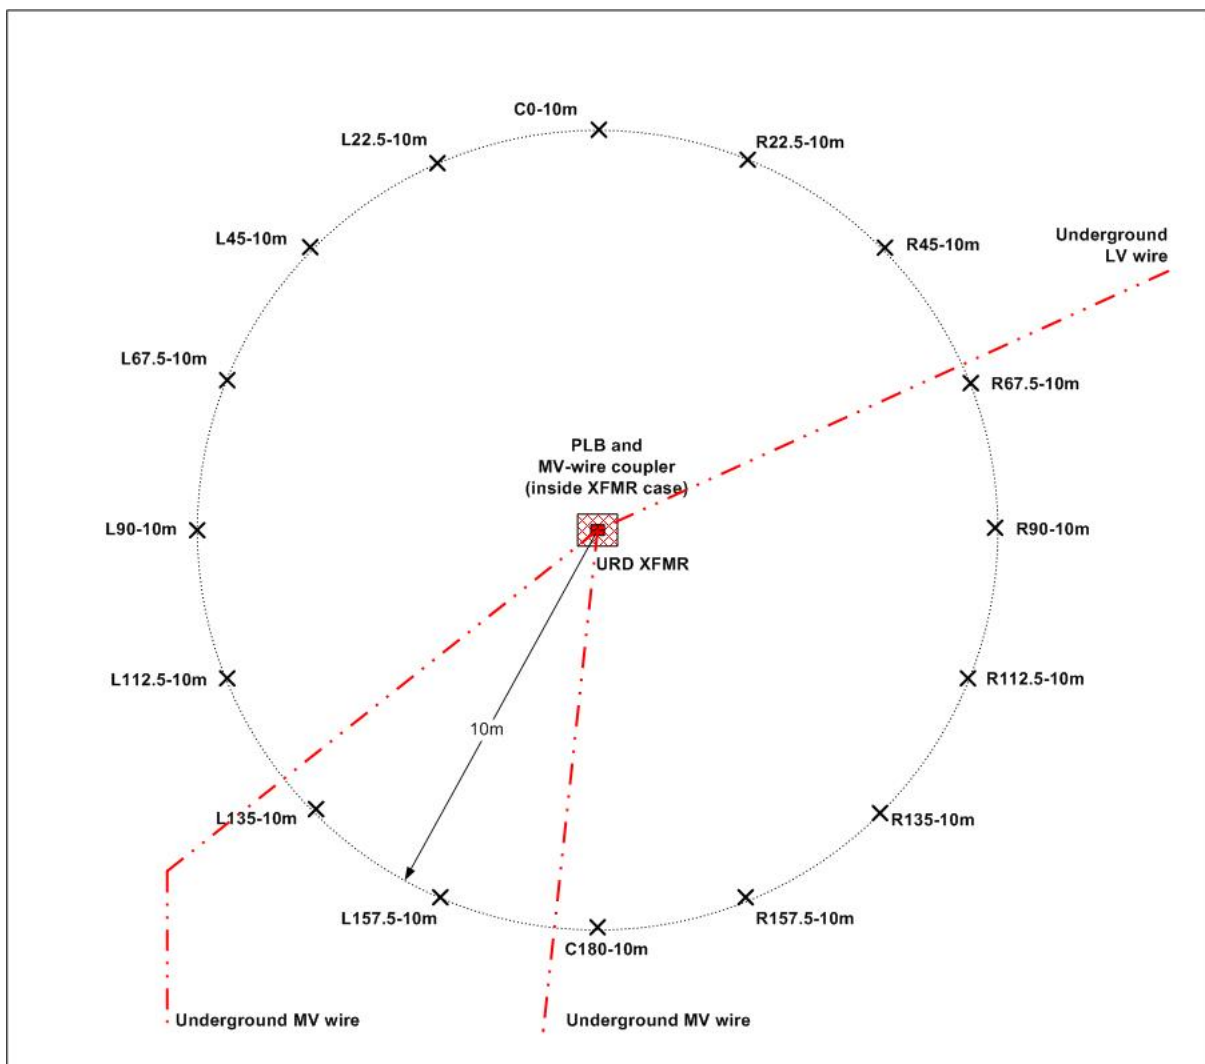 C0-10m
L22.5-10m
R22.5-10m
L45-10m
R45-10m
Underground
LV wire
L67.5-10m
R67.5-10m
PLB and
MV-wire coupler
(inside XFMR case)
L90-10m
R90-10m
URD XFMR
L112.5-10m
R112.5-10m
10m
L135-10m
R135-10m
L157.5-10m
R157.5-10m
C180-10m
Underground MV wire
Underground MV wire